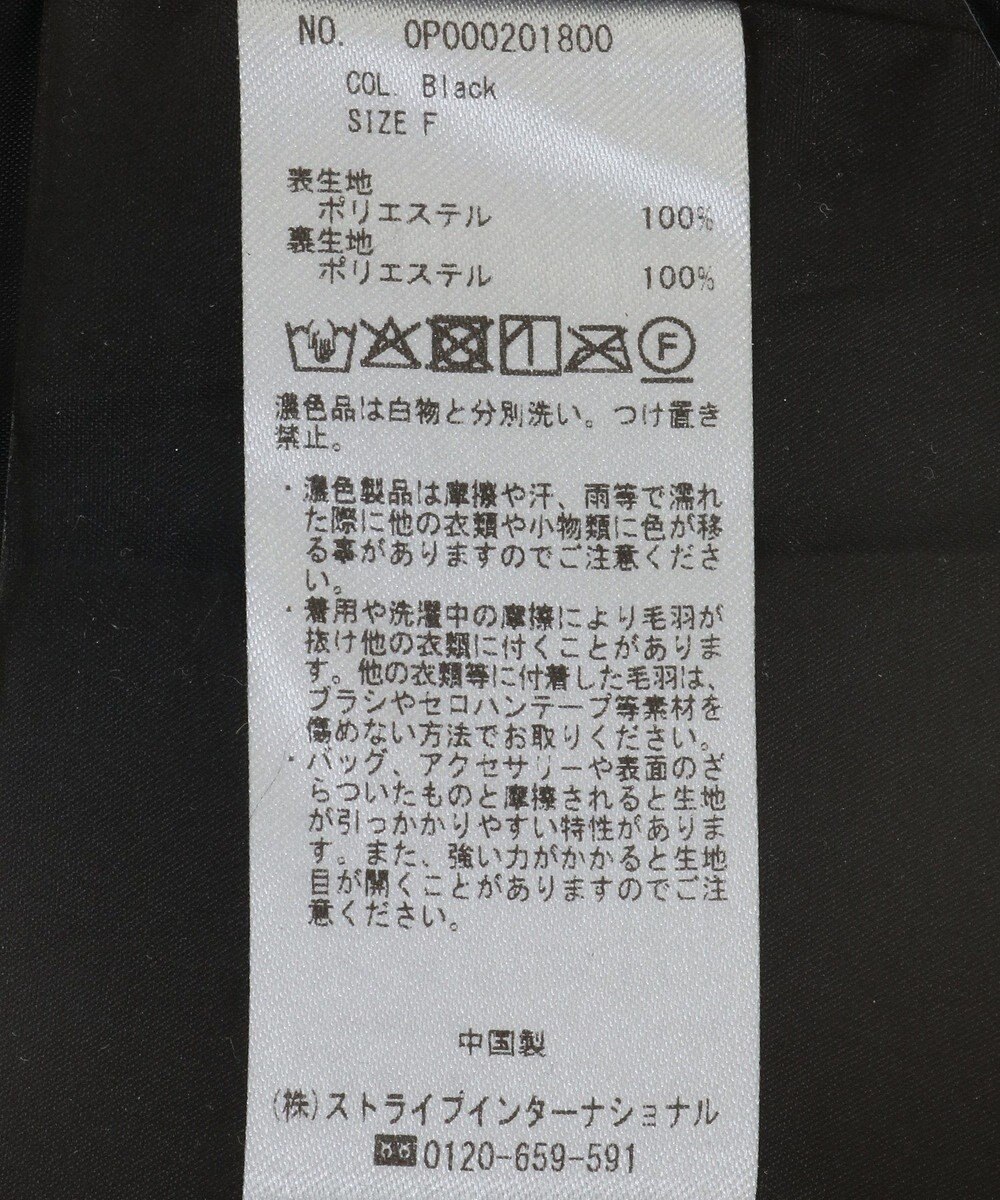 NO. OP000201800
COL. Black
SIZE F
表生地
ポリエステル 100%
裏生地
ポリエステル 100%
F
濃色品は白物と分別洗い。つけ置き
禁止。
・濃色製品は摩擦や汗、雨等で濡れ
た際に他の衣類や小物類に色が移
る事がありますのでご注意くださ
い。
・着用や洗濯中の摩擦により毛羽が
抜け他の衣類に付くことがありま
す。他の衣類等に付着した毛羽は、
ブラシやセロハンテープ等素材を
傷めない方法でお取りください。
・バッグ、アクセサリーや表面のざ
らついたものと摩擦されると生地
が引っかかりやすい特性がありま
す。また、強い力がかかると生地
目が開くことがありますのでご注
意ください。
中国製
(株)ストライプインターナショナル
0120-659-591